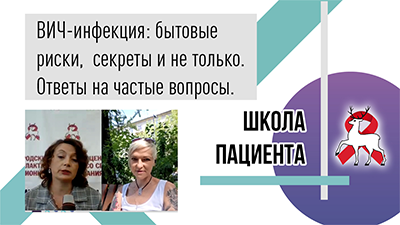 ВИЧ-инфекция: бытовые
риски, секреты и не только.
Ответы на частые вопросы.
ШКОЛА
ПАЦИЕНТА